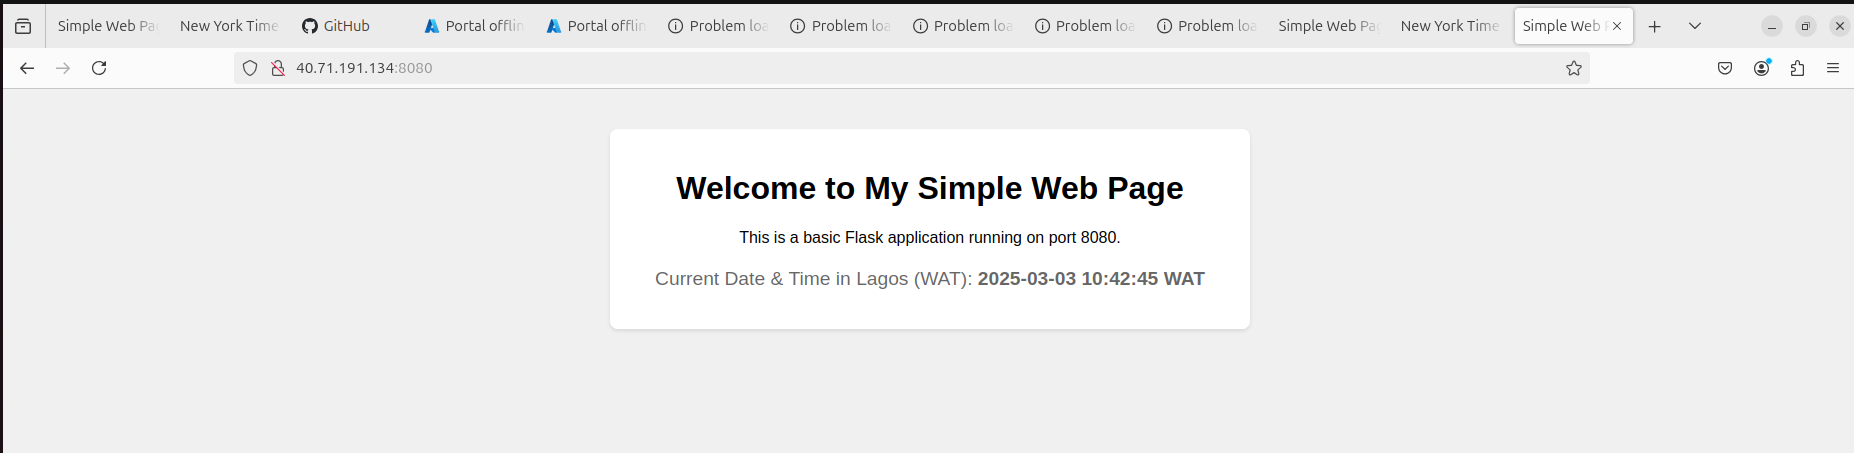 Simple Web Pa
New York Time
GitHub
Portal offlin
Portal offlin
Problem loa
Problem loa
Problem loa
Problem loa
Problem loa
Simple Web Pa
New York Time
Simple Web P
40.71.191.134:8080
Welcome to My Simple Web Page
This is a basic Flask application running on port 8080.
Current Date & Time in Lagos (WAT): 2025-03-03 10:42:45 WAT